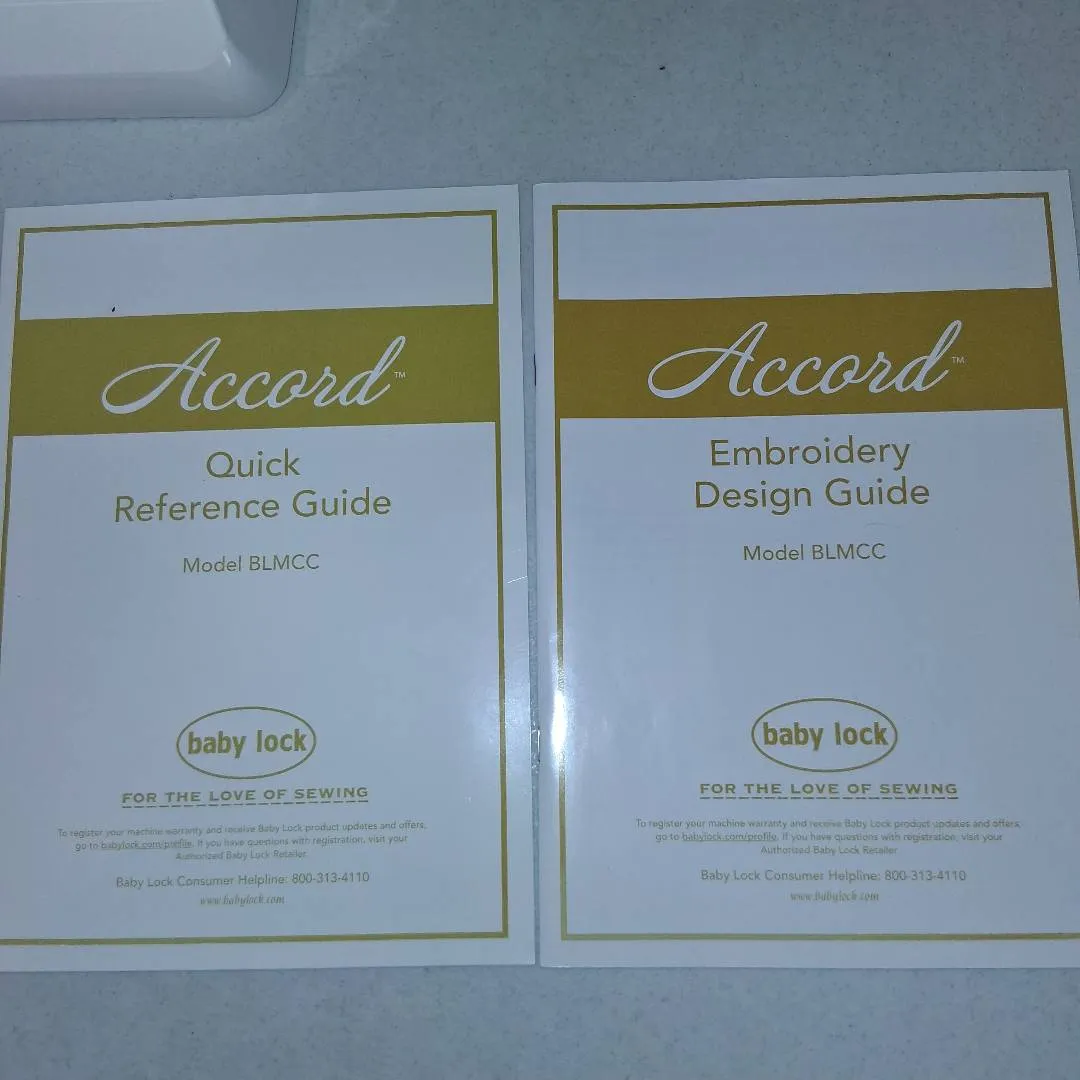 Accord™
Quick
Reference Guide
Model BLMCC
baby lock
FOR THE LOVE OF SEWING
To register your machine warranty and receive Baby Lock product updates and offers,
go to babylock.com/profile. If you have questions with registration, visit your
Authorized Baby Lock Retailer.
Baby Lock Consumer Helpline: 800-313-4110
www.babylock.com
Accord™
Embroidery
Design Guide
Model BLMCC
baby lock
FOR THE LOVE OF SEWING
To register your machine warranty and receive Baby Lock product updates and offers,
go to babylock.com/profile. If you have questions with registration, visit your
Authorized Baby Lock Retailer
Baby Lock Consumer Helpline: 800-313-4110
www.babylock.com